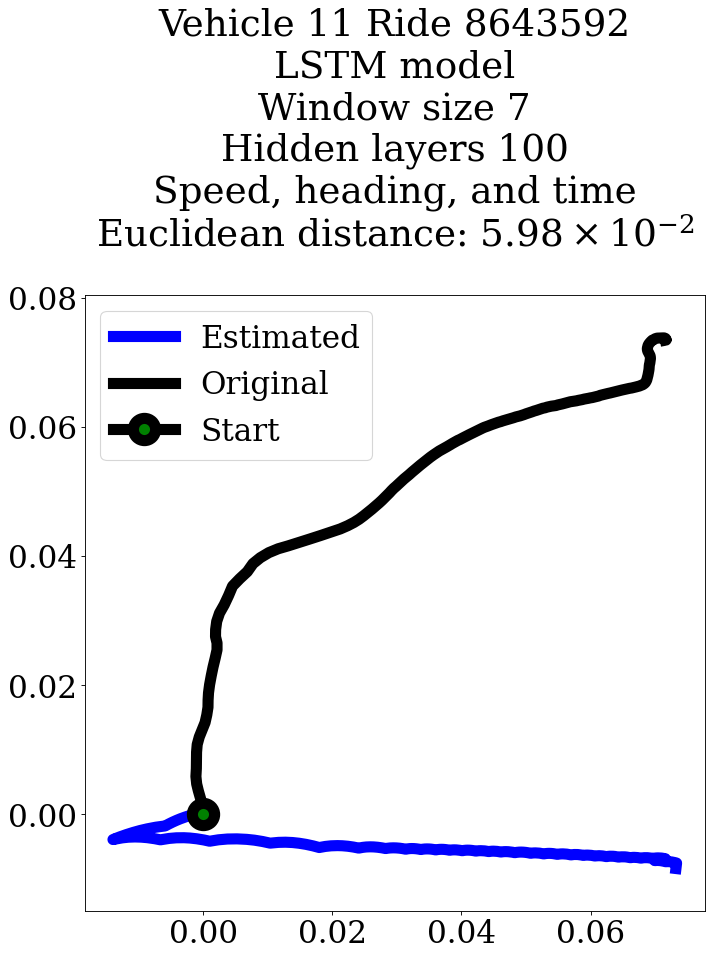 Vehicle 11 Ride 8643592
LSTM model
Window size 7
Hidden layers 100
Speed, heading, and time
Euclidean distance: 5.98 × 10⁻²
0.08
0.06
0.04
0.02
0.00
Estimated
Original
Start
0.00 0.02 0.04 0.06